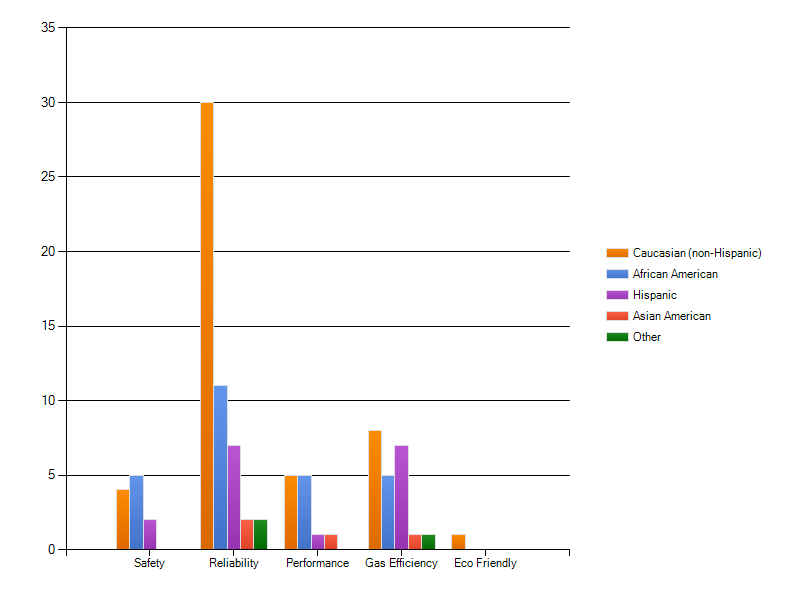 35
30
25
20
15
10
5
0
Safety Reliability Performance Gas Efficiency Eco Friendly
Caucasian (non-Hispanic)
African American
Hispanic
Asian American
Other